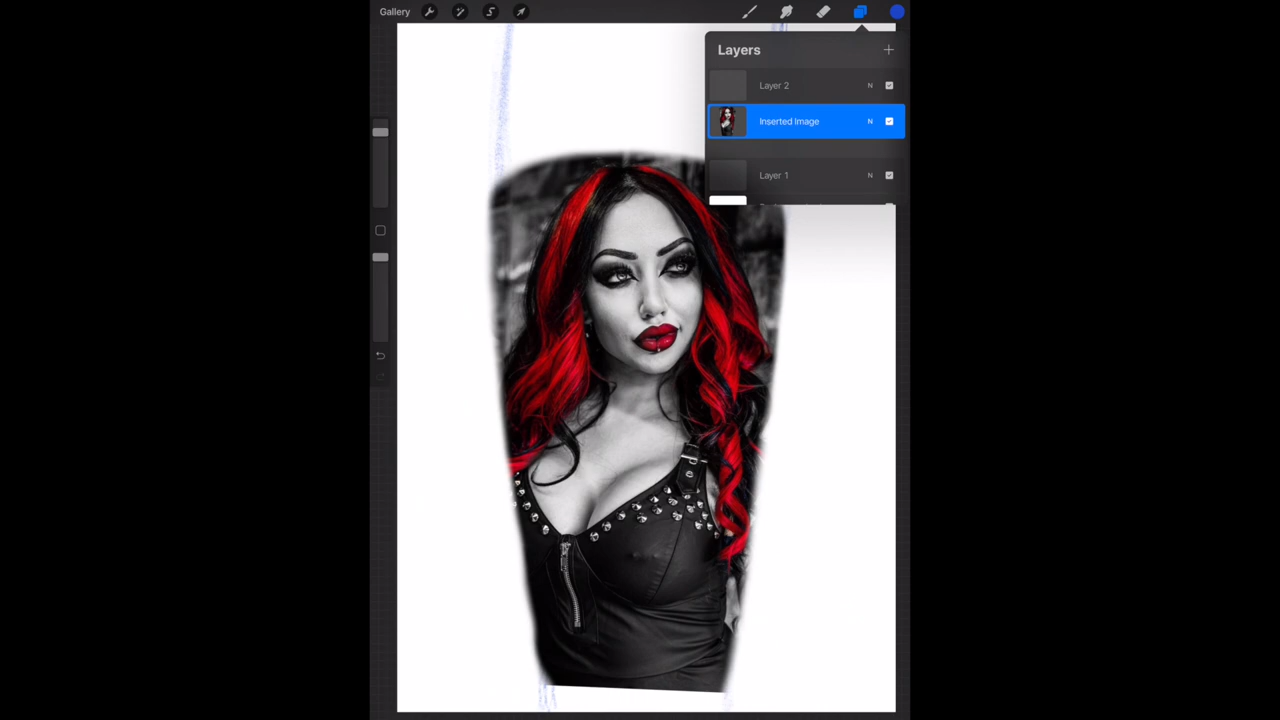 Gallery
Layers
Layer 2 N
Inserted Image N
Layer 1 N